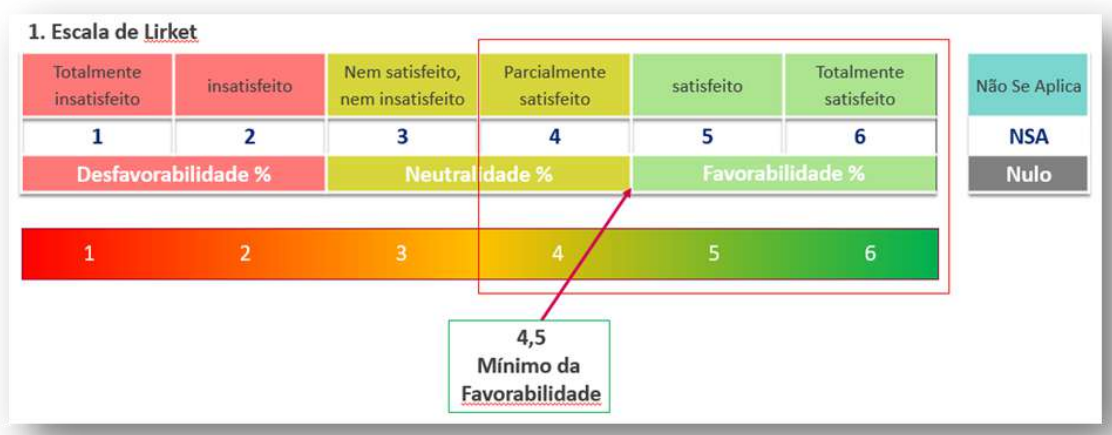 1. Escala de Lirket
Totalmente insatisfeito
insatisfeito
Nem satisfeito, nem insatisfeito
Parcialmente satisfeito
satisfeito
Totalmente satisfeito
Não Se Aplica
1 2 3 4 5 6 NSA
Desfavorabilidade % Neutralidade % Favorabilidade % Nulo
1 2 3 4 5 6
4,5
Mínimo da
Favorabilidade